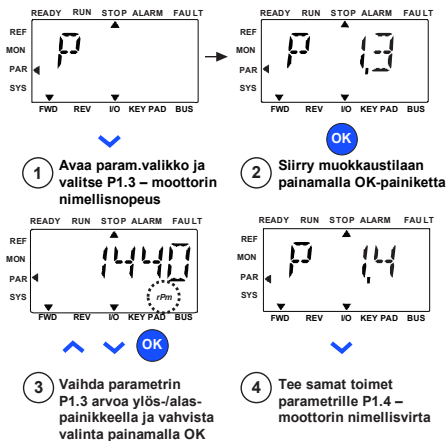 READY RUN STOP ALARM FAULT
REF
MON
PAR
SYS
P
FWD REV I/O KEYPAD BUS
1 Avaa param.valikko ja
valitse P1.3 – moottorin
nimellisnopeus
READY RUN STOP ALARM FAULT
REF
MON
PAR
SYS
P 1,3
FWD REV I/O KEYPAD BUS
OK
2 Siirry muokkaustilaan
painamalla OK-painiketta
READY RUN STOP ALARM FAULT
REF
MON
PAR
SYS
1440
rPm
FWD REV I/O KEYPAD BUS
OK
3 Vaihda parametrin
P1.3 arvoa ylös-/alas-
painikkeella ja vahvista
valinta painamalla OK
READY RUN STOP ALARM FAULT
REF
MON
PAR
SYS
P 1,4
FWD REV I/O KEYPAD BUS
4 Tee samat toimet
parametrille P1.4 –
moottorin nimellisvirta